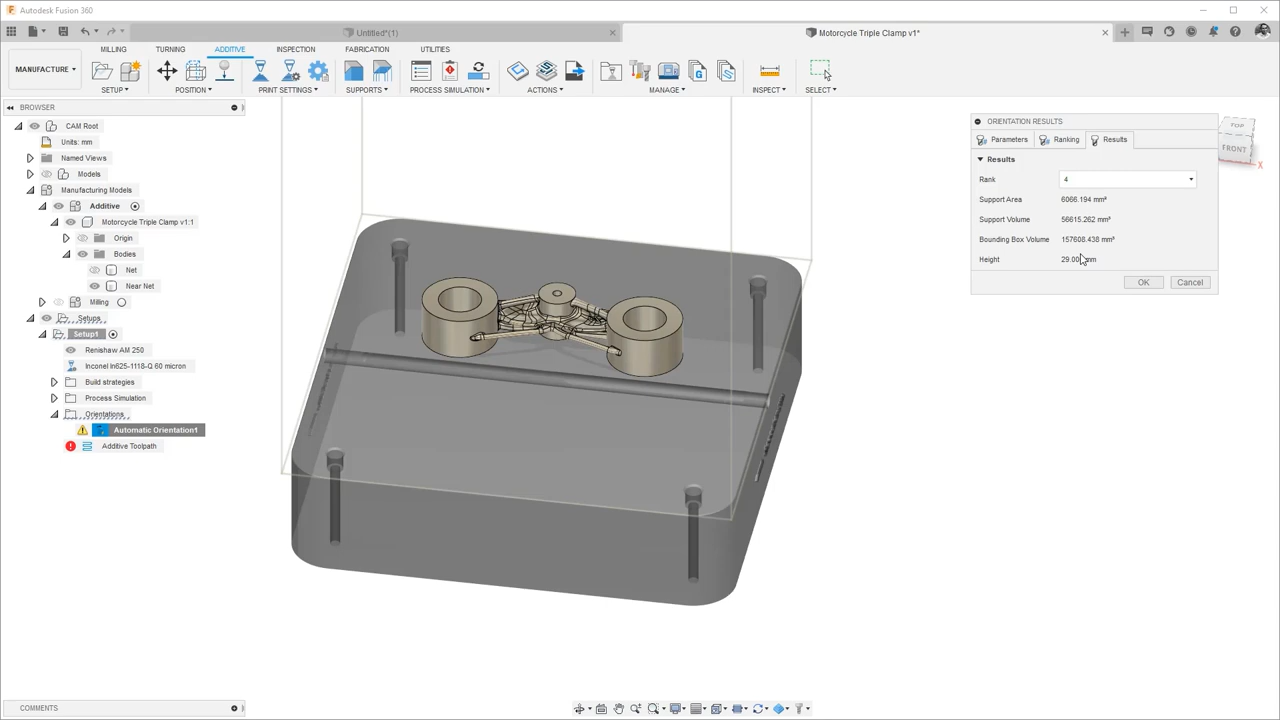 Autodesk Fusion 360
Untitled*(1)
Motorcycle Triple Clamp v1*
MANUFACTURE
MILLING
TURNING
ADDITIVE
INSPECTION
FABRICATION
UTILITIES
SETUP
POSITION
PRINT SETTINGS
SUPPORTS
PROCESS SIMULATION
ACTIONS
MANAGE
INSPECT
SELECT
BROWSER
CAM Root
Units: mm
Named Views
Models
Manufacturing Models
Additive
Motorcycle Triple Clamp v1:1
Origin
Bodies
Net
Near Net
Milling
Setups
Setup1
Renishaw AM 250
Inconel In625-1118-Q 60 micron
Build strategies
Process Simulation
Orientations
Automatic Orientation1
Additive Toolpath
ORIENTATION RESULTS
Parameters
Ranking
Results
Results
Rank
4
Support Area
6066.194 mm²
Support Volume
56615.262 mm³
Bounding Box Volume
157608.438 mm³
Height
mm
OK
Cancel
TOP
FRONT
X
COMMENTS